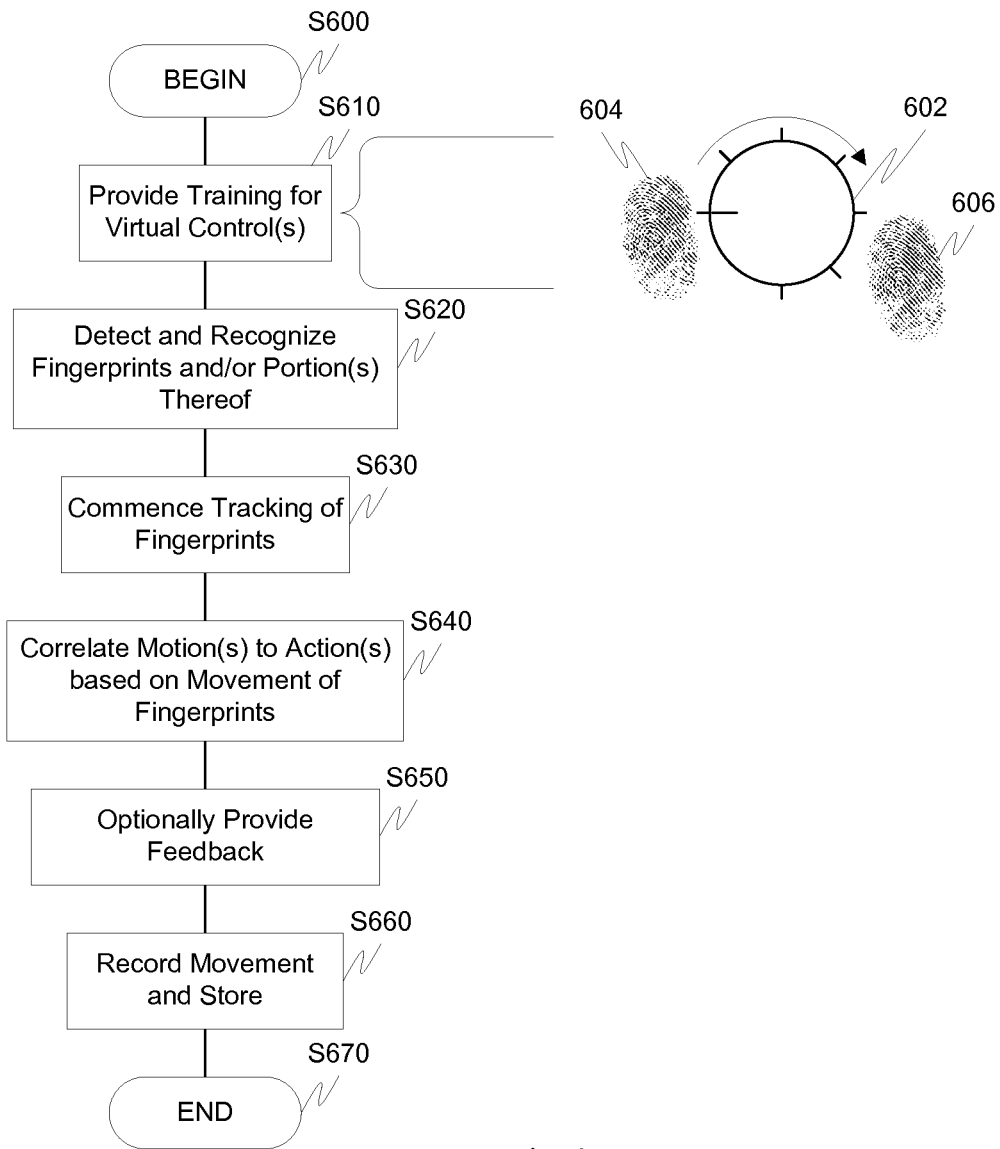 S600
BEGIN
S610
Provide Training for
Virtual Control(s)
604
602
606
S620
Detect and Recognize
Fingerprints and/or Portion(s)
Thereof
S630
Commence Tracking of
Fingerprints
S640
Correlate Motion(s) to Action(s)
based on Movement of
Fingerprints
S650
Optionally Provide
Feedback
S660
Record Movement
and Store
S670
END